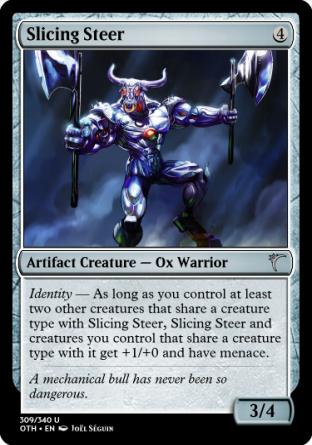 Slicing Steer 4
Artifact Creature — Ox Warrior
Identity — As long as you control at least
two other creatures that share a creature
type with Slicing Steer, Slicing Steer and
creatures you control that share a creature
type with it get +1/+0 and have menace.
A mechanical bull has never been so
dangerous.
3/4
309/340 U
OTH • EN Joël Séguin